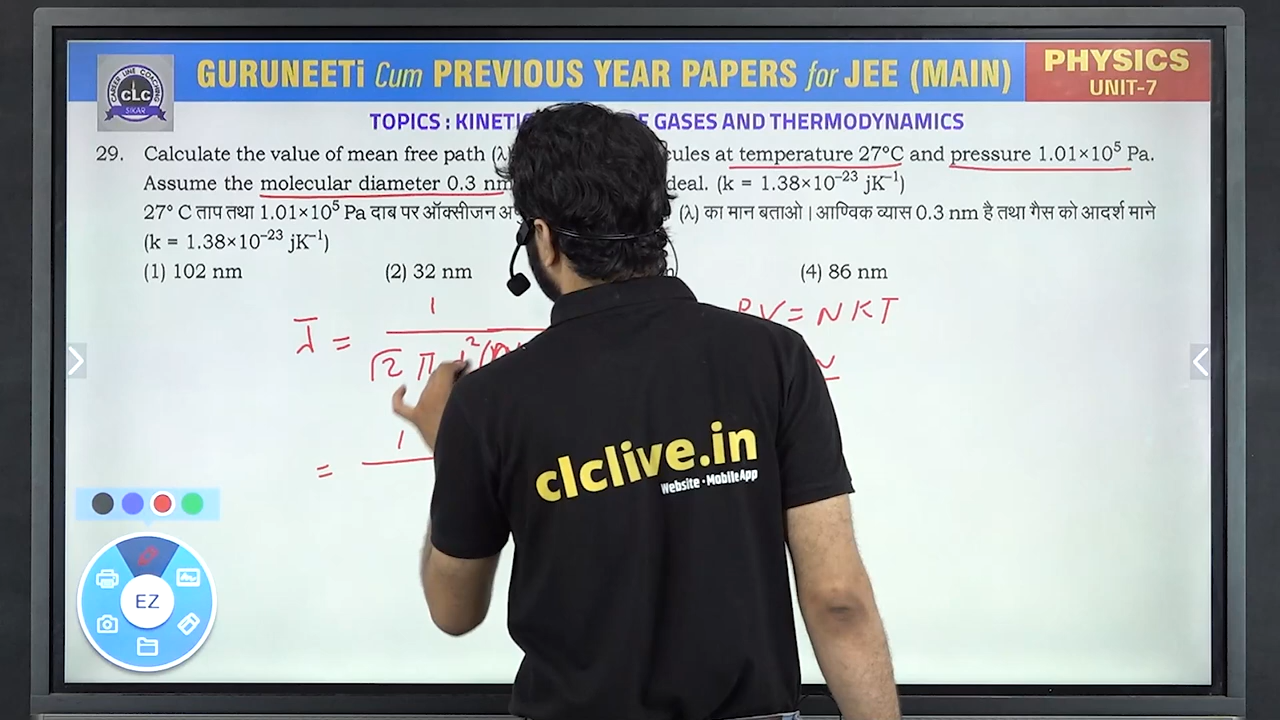 GURUNEETi Cum PREVIOUS YEAR PAPERS for JEE (MAIN)
PHYSICS
UNIT-7
CLC
SIKAR
TOPICS : KINETIC GASES AND THERMODYNAMICS
29. Calculate the value of mean free path (λ) at temperature 27°C and pressure 1.01×10⁵ Pa.
Assume the molecular diameter 0.3 nm (k = 1.38×10⁻²³ jK⁻¹)
27° C ताप तथा 1.01×10⁵ Pa दाब पर ऑक्सीजन (λ) का मान बताओ। आण्विक व्यास 0.3 nm है तथा गैस को आदर्श माने
(k = 1.38×10⁻²³ jK⁻¹)
(1) 102 nm (2) 32 nm (4) 86 nm
1 PV = NKT
λ̄ =
√2 π d² N
1
=
clclive.in
Website • MobileApp
EZ